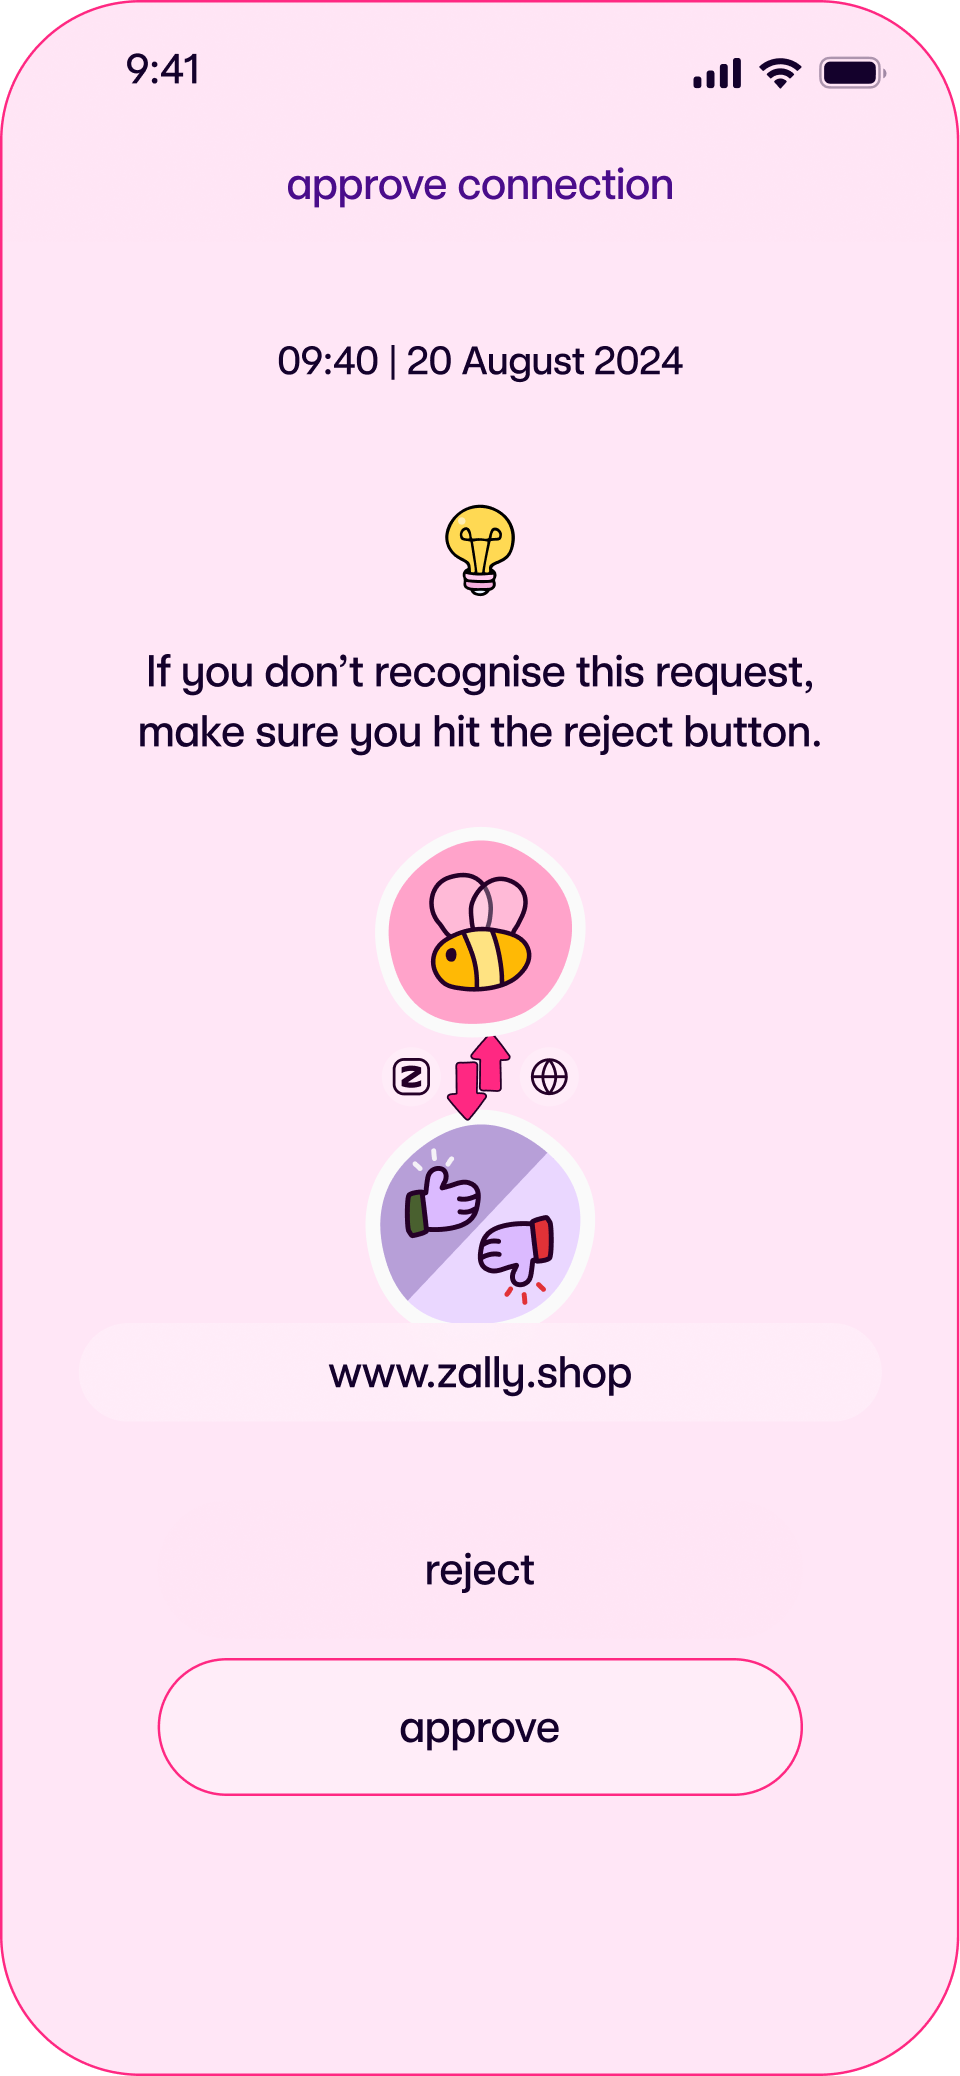 9:41
approve connection
09:40 | 20 August 2024
If you don’t recognise this request,
make sure you hit the reject button.
Z
www.zally.shop
reject
approve